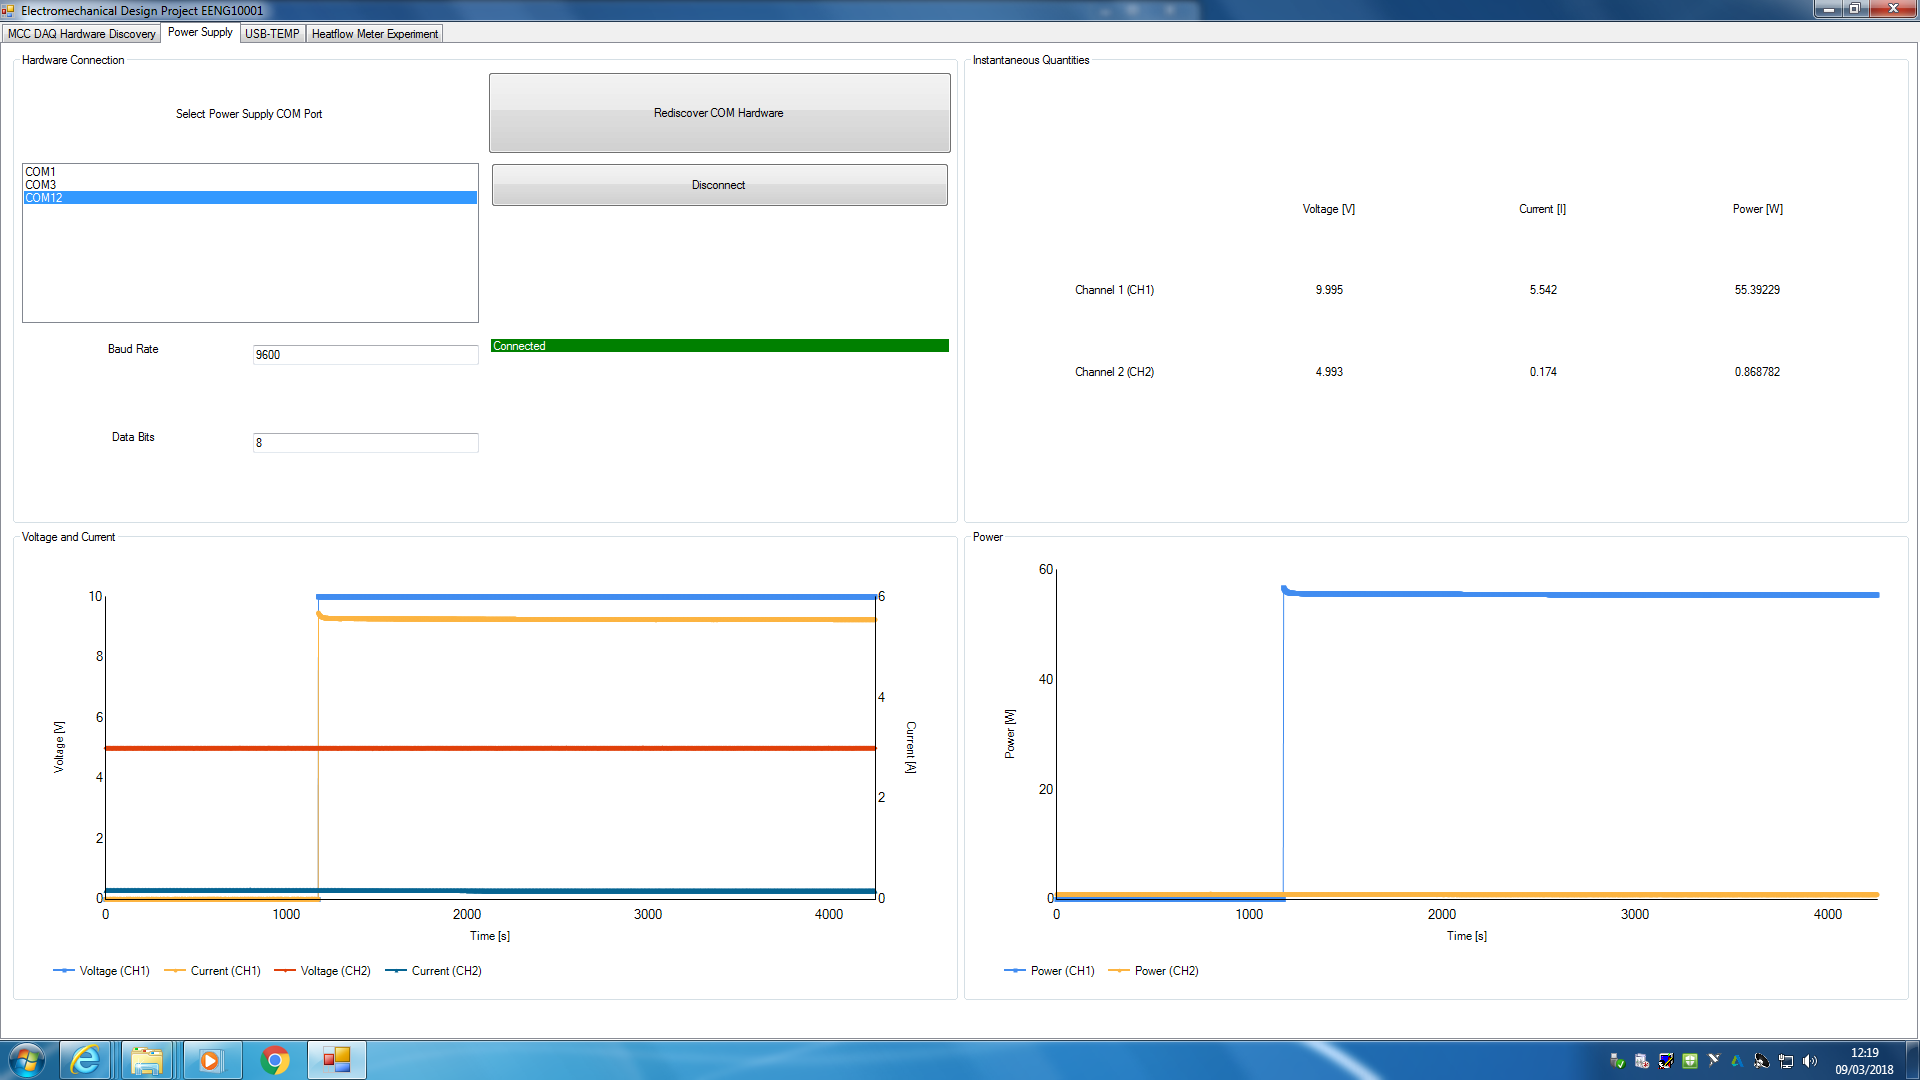 Electromechanical Design Project EENG10001
MCC DAQ Hardware Discovery Power Supply USB-TEMP Heatflow Meter Experiment
Hardware Connection
Select Power Supply COM Port
Rediscover COM Hardware
COM1
COM3
COM12
Disconnect
Baud Rate 9600
Connected
Data Bits 8
Instantaneous Quantities
Voltage [V] Current [I] Power [W]
Channel 1 (CH1) 9.995 5.542 55.39229
Channel 2 (CH2) 4.993 0.174 0.868782
Voltage and Current
10
8
6
4
2
0
Voltage [V]
6
4
2
0
Current [A]
0 1000 2000 3000 4000
Time [s]
Voltage (CH1) Current (CH1) Voltage (CH2) Current (CH2)
Power
60
40
20
0
Power [W]
0 1000 2000 3000 4000
Time [s]
Power (CH1) Power (CH2)
12:19
09/03/2018